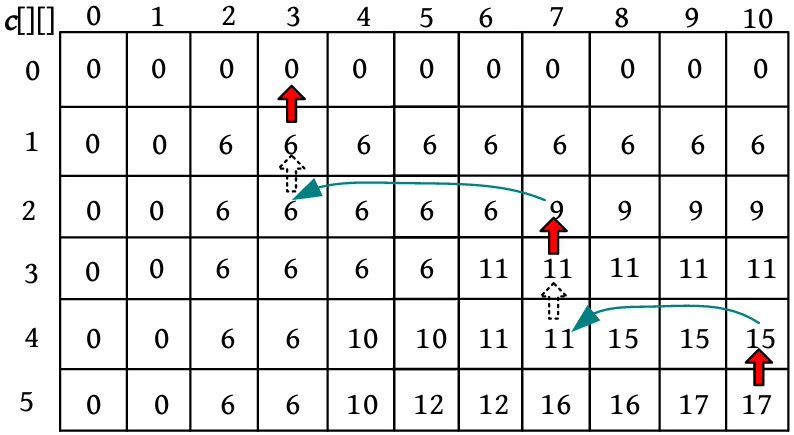 c[][] 0 1 2 3 4 5 6 7 8 9 10
0 0 0 0 0 0 0 0 0 0 0 0
1 0 0 6 6 6 6 6 6 6 6 6
2 0 0 6 6 6 6 6 9 9 9 9
3 0 0 6 6 6 6 11 11 11 11 11
4 0 0 6 6 10 10 11 11 15 15 15
5 0 0 6 6 10 12 12 16 16 17 17